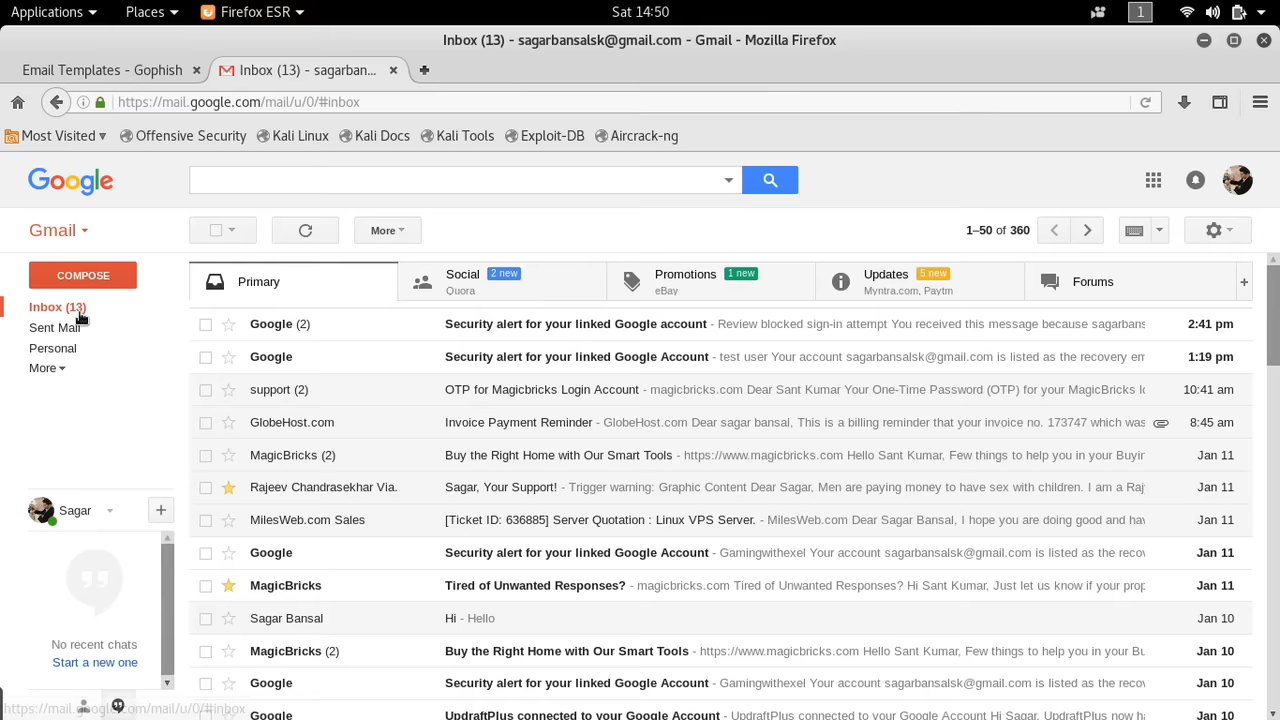 Applications Places Firefox ESR Sat 14:50 1
Inbox (13) - sagarbansalsk@gmail.com - Gmail - Mozilla Firefox
Email Templates - Gophish Inbox (13) - sagarban...
https://mail.google.com/mail/u/0/#inbox
Most Visited Offensive Security Kali Linux Kali Docs Kali Tools Exploit-DB Aircrack-ng
Google
Gmail More 1–50 of 360
COMPOSE
Inbox (13)
Sent Mail
Personal
More
Primary
Social 2 new
Quora
Promotions 1 new
eBay
Updates 5 new
Myntra.com, Paytm
Forums
+
Google (2) Security alert for your linked Google account - Review blocked sign-in attempt You received this message because sagarbans 2:41 pm
Google Security alert for your linked Google Account - test user Your account sagarbansalsk@gmail.com is listed as the recovery em 1:19 pm
support (2) OTP for Magicbricks Login Account - magicbricks.com Dear Sant Kumar Your One-Time Password (OTP) for your MagicBricks Ic 10:41 am
GlobeHost.com Invoice Payment Reminder - GlobeHost.com Dear sagar bansal, This is a billing reminder that your invoice no. 173747 which was 8:45 am
MagicBricks (2) Buy the Right Home with Our Smart Tools - https://www.magicbricks.com Hello Sant Kumar, Few things to help you in your Buyin Jan 11
Rajeev Chandrasekhar Via. Sagar, Your Support! - Trigger warning: Graphic Content Dear Sagar, Men are paying money to have sex with children. I am a Raj Jan 11
MilesWeb.com Sales [Ticket ID: 636885] Server Quotation : Linux VPS Server. - MilesWeb.com Dear Sagar Bansal, I hope you are doing good and hav Jan 11
Google Security alert for your linked Google Account - Gamingwithexel Your account sagarbansalsk@gmail.com is listed as the recov Jan 11
MagicBricks Tired of Unwanted Responses? - magicbricks.com Tired of Unwanted Responses? Hi Sant Kumar, Just let us know if your prop Jan 11
Sagar Bansal Hi - Hello Jan 10
MagicBricks (2) Buy the Right Home with Our Smart Tools - https://www.magicbricks.com Hello Sant Kumar, Few things to help you in your Bu Jan 10
Google Security alert for your linked Google Account - Gamingwithexel Your account sagarbansalsk@gmail.com is listed as the recov Jan 10
Google UpdraftPlus connected to your Google Account - UpdraftPlus connected to your Google Account Hi Sagar, UpdraftPlus Jan 10
Sagar
No recent chats
Start a new one
https://mail.google.com/mail/u/0/#inbox